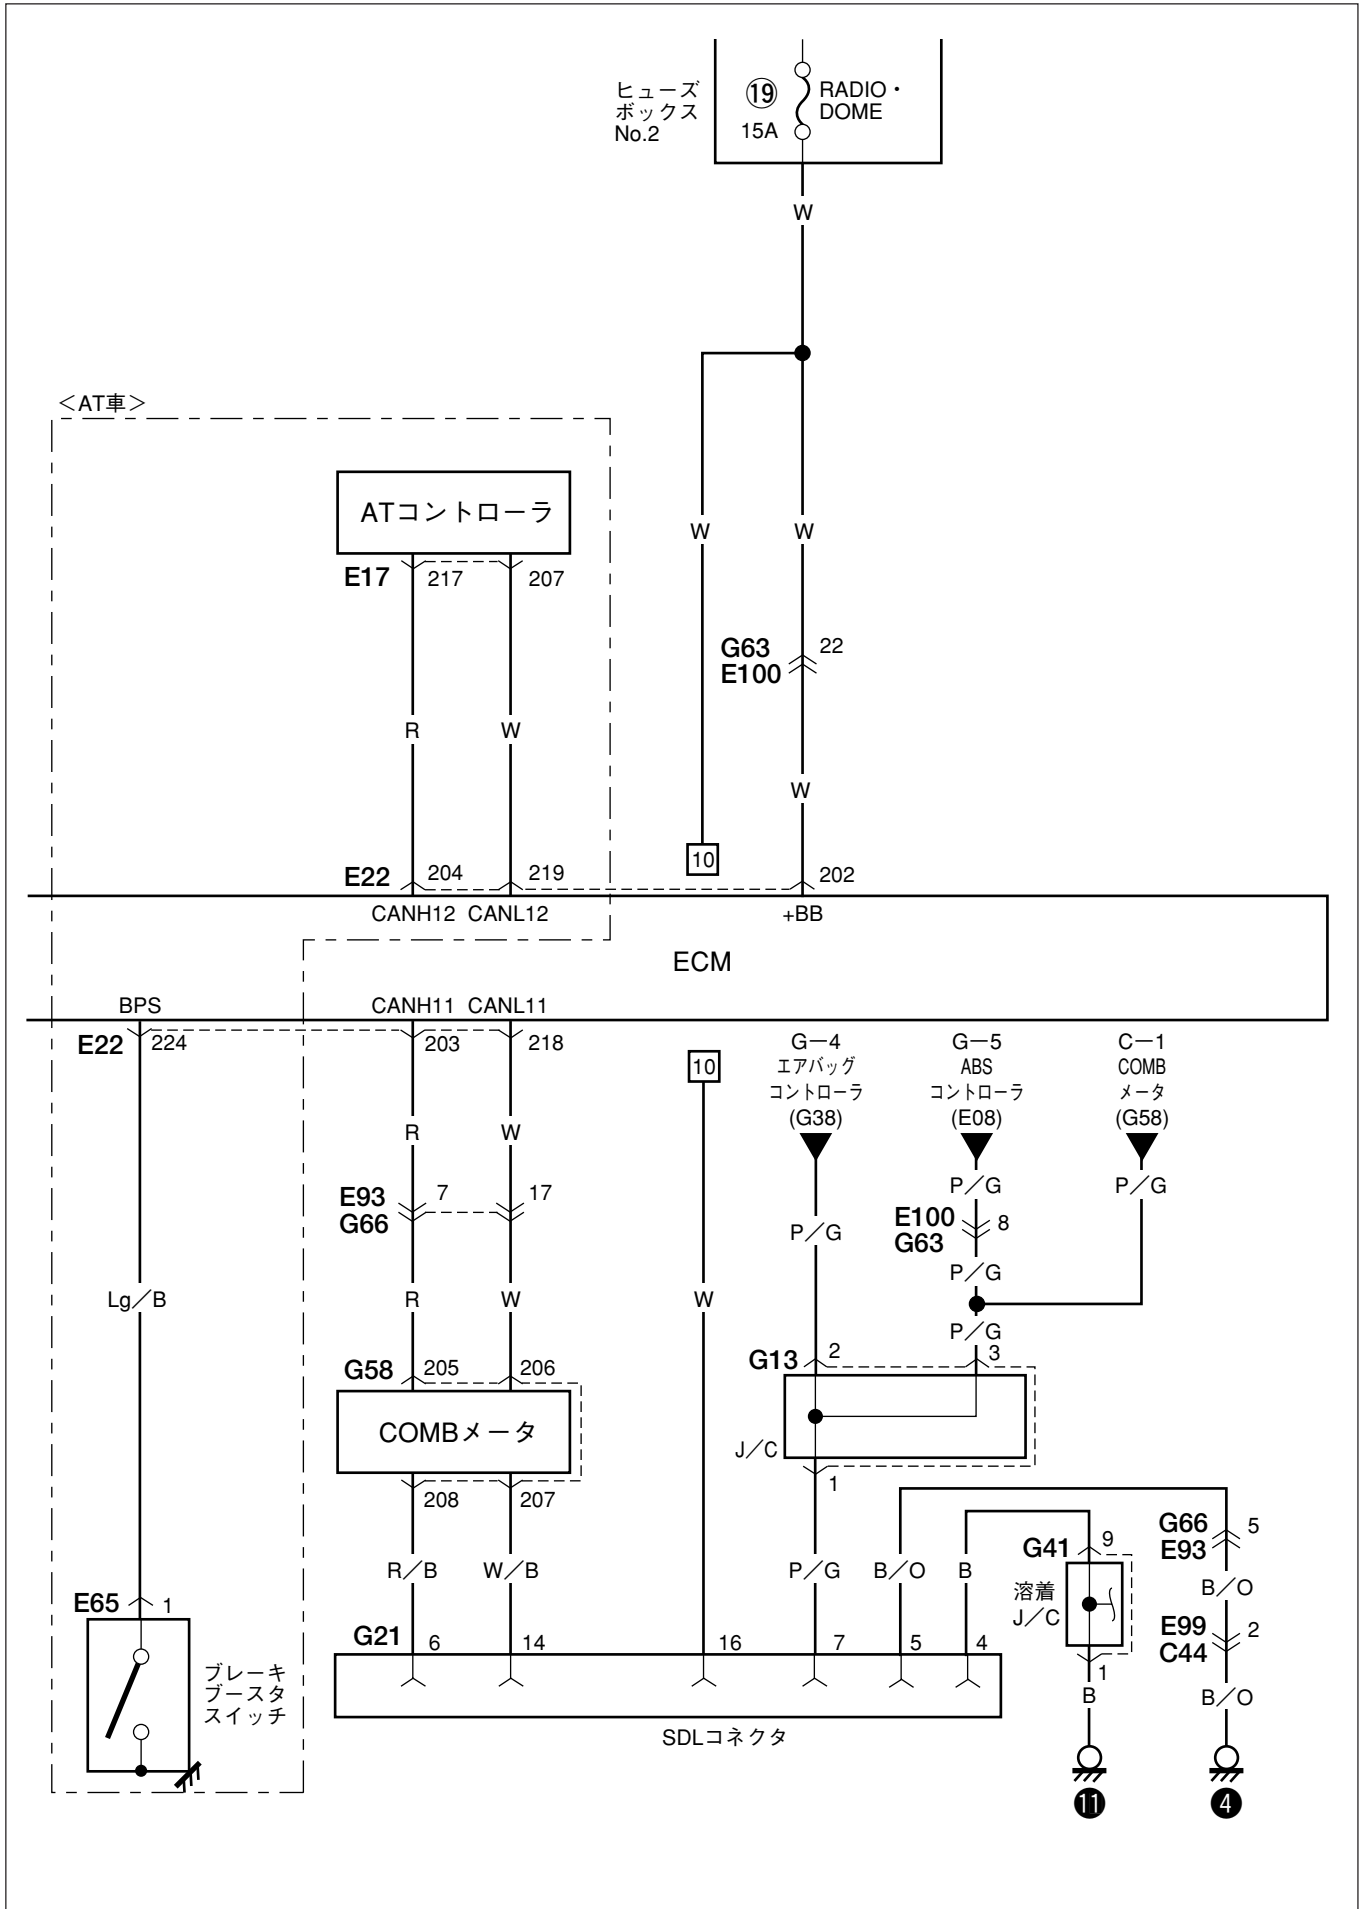 ヒューズ
ボックス
No.2
⑲
15A
RADIO・
DOME
W
<AT車>
ATコントローラ
W
W
E17
217
207
G63
E100
22
R
W
W
10
E22
204
219
202
CANH12
CANL12
+BB
ECM
BPS
CANH11
CANL11
E22
224
203
218
10
G－4
エアバッグ
コントローラ
(G38)
G－5
ABS
コントローラ
(E08)
C－1
COMB
メータ
(G58)
R
W
P/G
P/G
E93
G66
7
17
E100
G63
8
P/G
P/G
Lg/B
R
W
W
P/G
G58
205
206
G13
2
3
COMBメータ
J/C
208
207
1
G66
E93
5
G41
9
R/B
W/B
P/G
B/O
B
溶着
J/C
B/O
E65
1
G21
6
14
16
7
5
4
E99
C44
2
1
ブレーキ
ブースタ
スイッチ
B
B/O
SDLコネクタ
⓫
❹